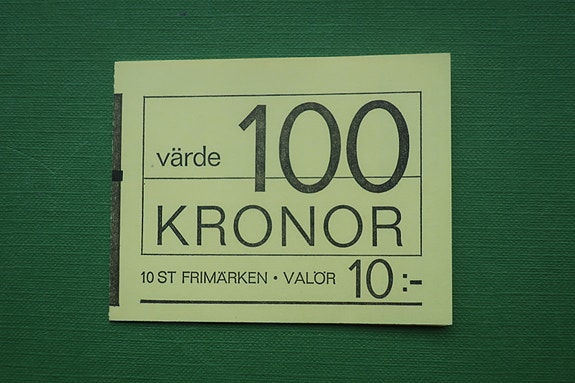 värde 100
KRONOR
10 ST FRIMÄRKEN • VALÖR 10:-